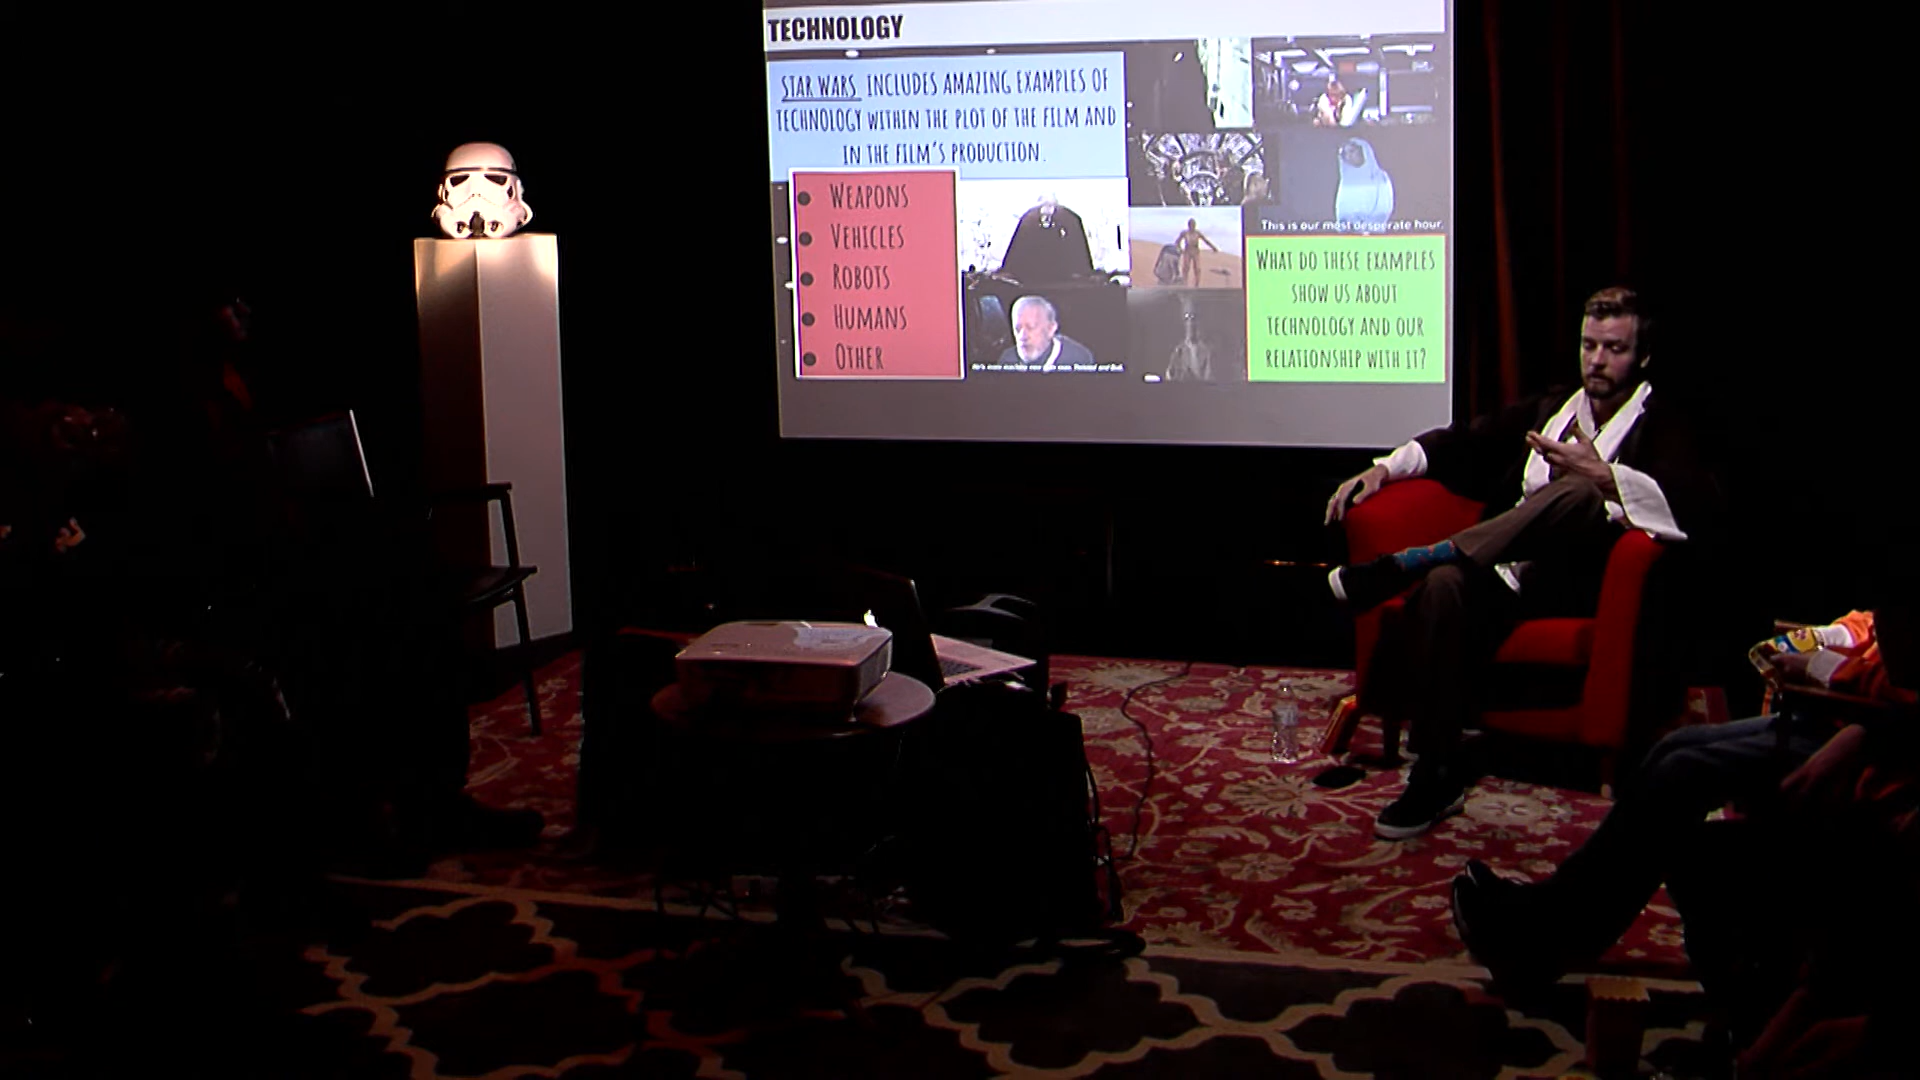 TECHNOLOGY
STAR WARS INCLUDES AMAZING EXAMPLES OF
TECHNOLOGY WITHIN THE PLOT OF THE FILM AND
IN THE FILM'S PRODUCTION.
WEAPONS
VEHICLES
ROBOTS
HUMANS
OTHER
This is our most desperate hour.
WHAT DO THESE EXAMPLES
SHOW US ABOUT
TECHNOLOGY AND OUR
RELATIONSHIP WITH IT?